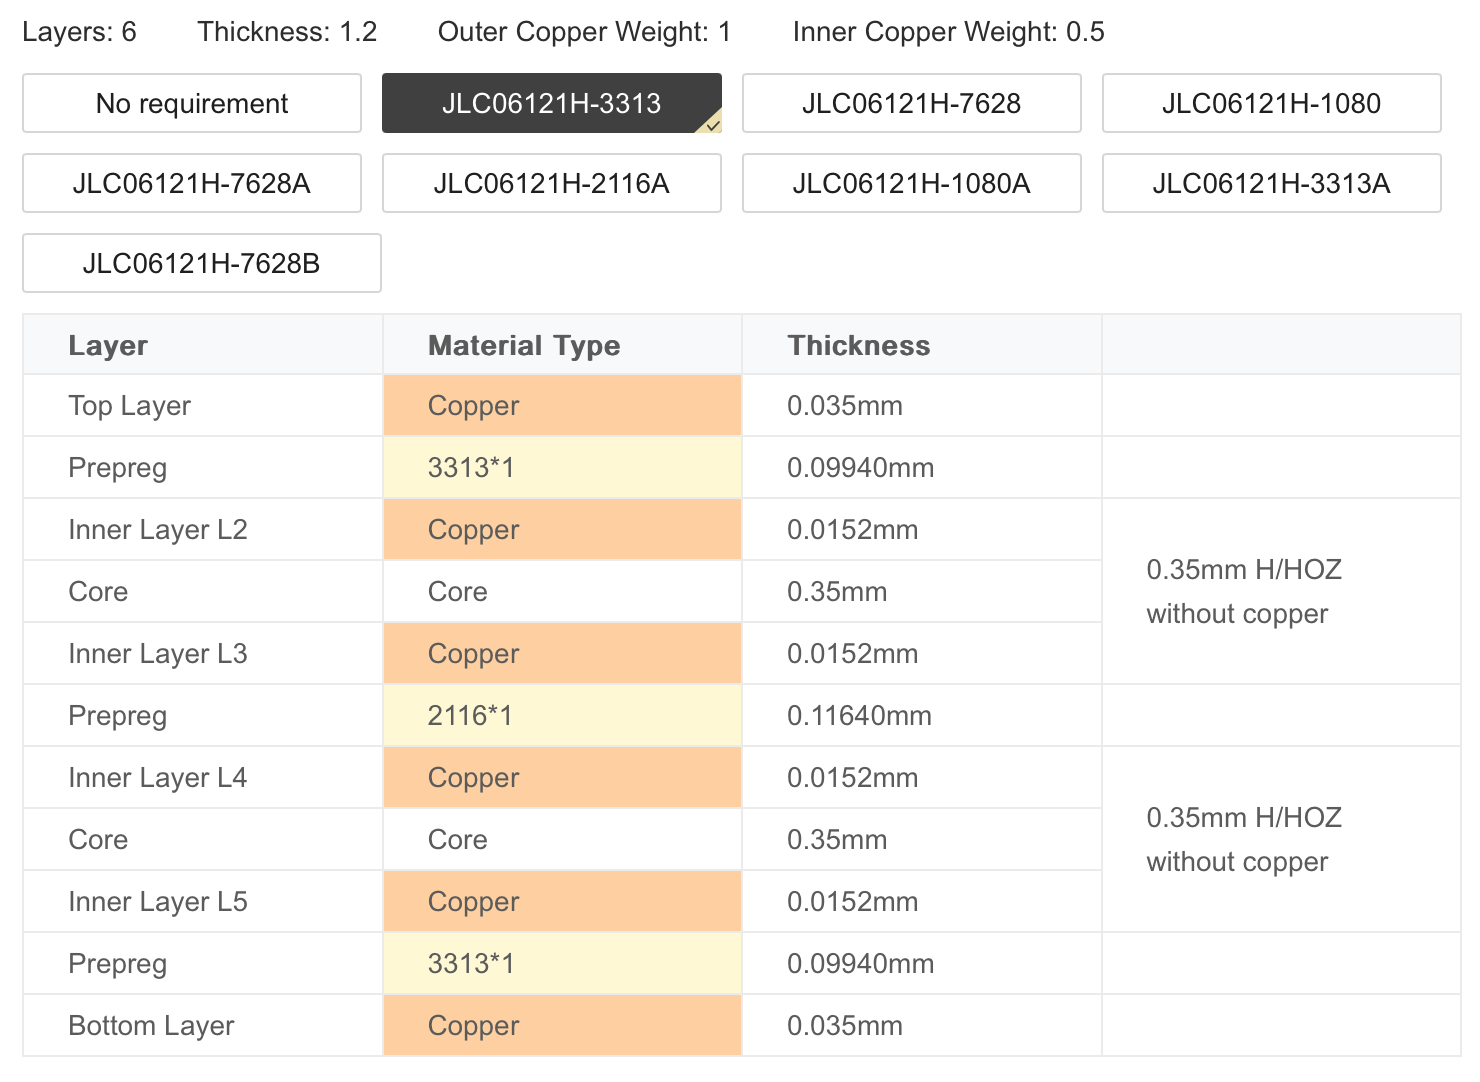 Layers: 6 Thickness: 1.2 Outer Copper Weight: 1 Inner Copper Weight: 0.5
No requirement JLC06121H-3313 JLC06121H-7628 JLC06121H-1080
JLC06121H-7628A JLC06121H-2116A JLC06121H-1080A JLC06121H-3313A
JLC06121H-7628B
Layer Material Type Thickness
Top Layer Copper 0.035mm
Prepreg 3313*1 0.09940mm
Inner Layer L2 Copper 0.0152mm
Core Core 0.35mm
Inner Layer L3 Copper 0.0152mm
0.35mm H/HOZ
without copper
Prepreg 2116*1 0.11640mm
Inner Layer L4 Copper 0.0152mm
Core Core 0.35mm
Inner Layer L5 Copper 0.0152mm
0.35mm H/HOZ
without copper
Prepreg 3313*1 0.09940mm
Bottom Layer Copper 0.035mm